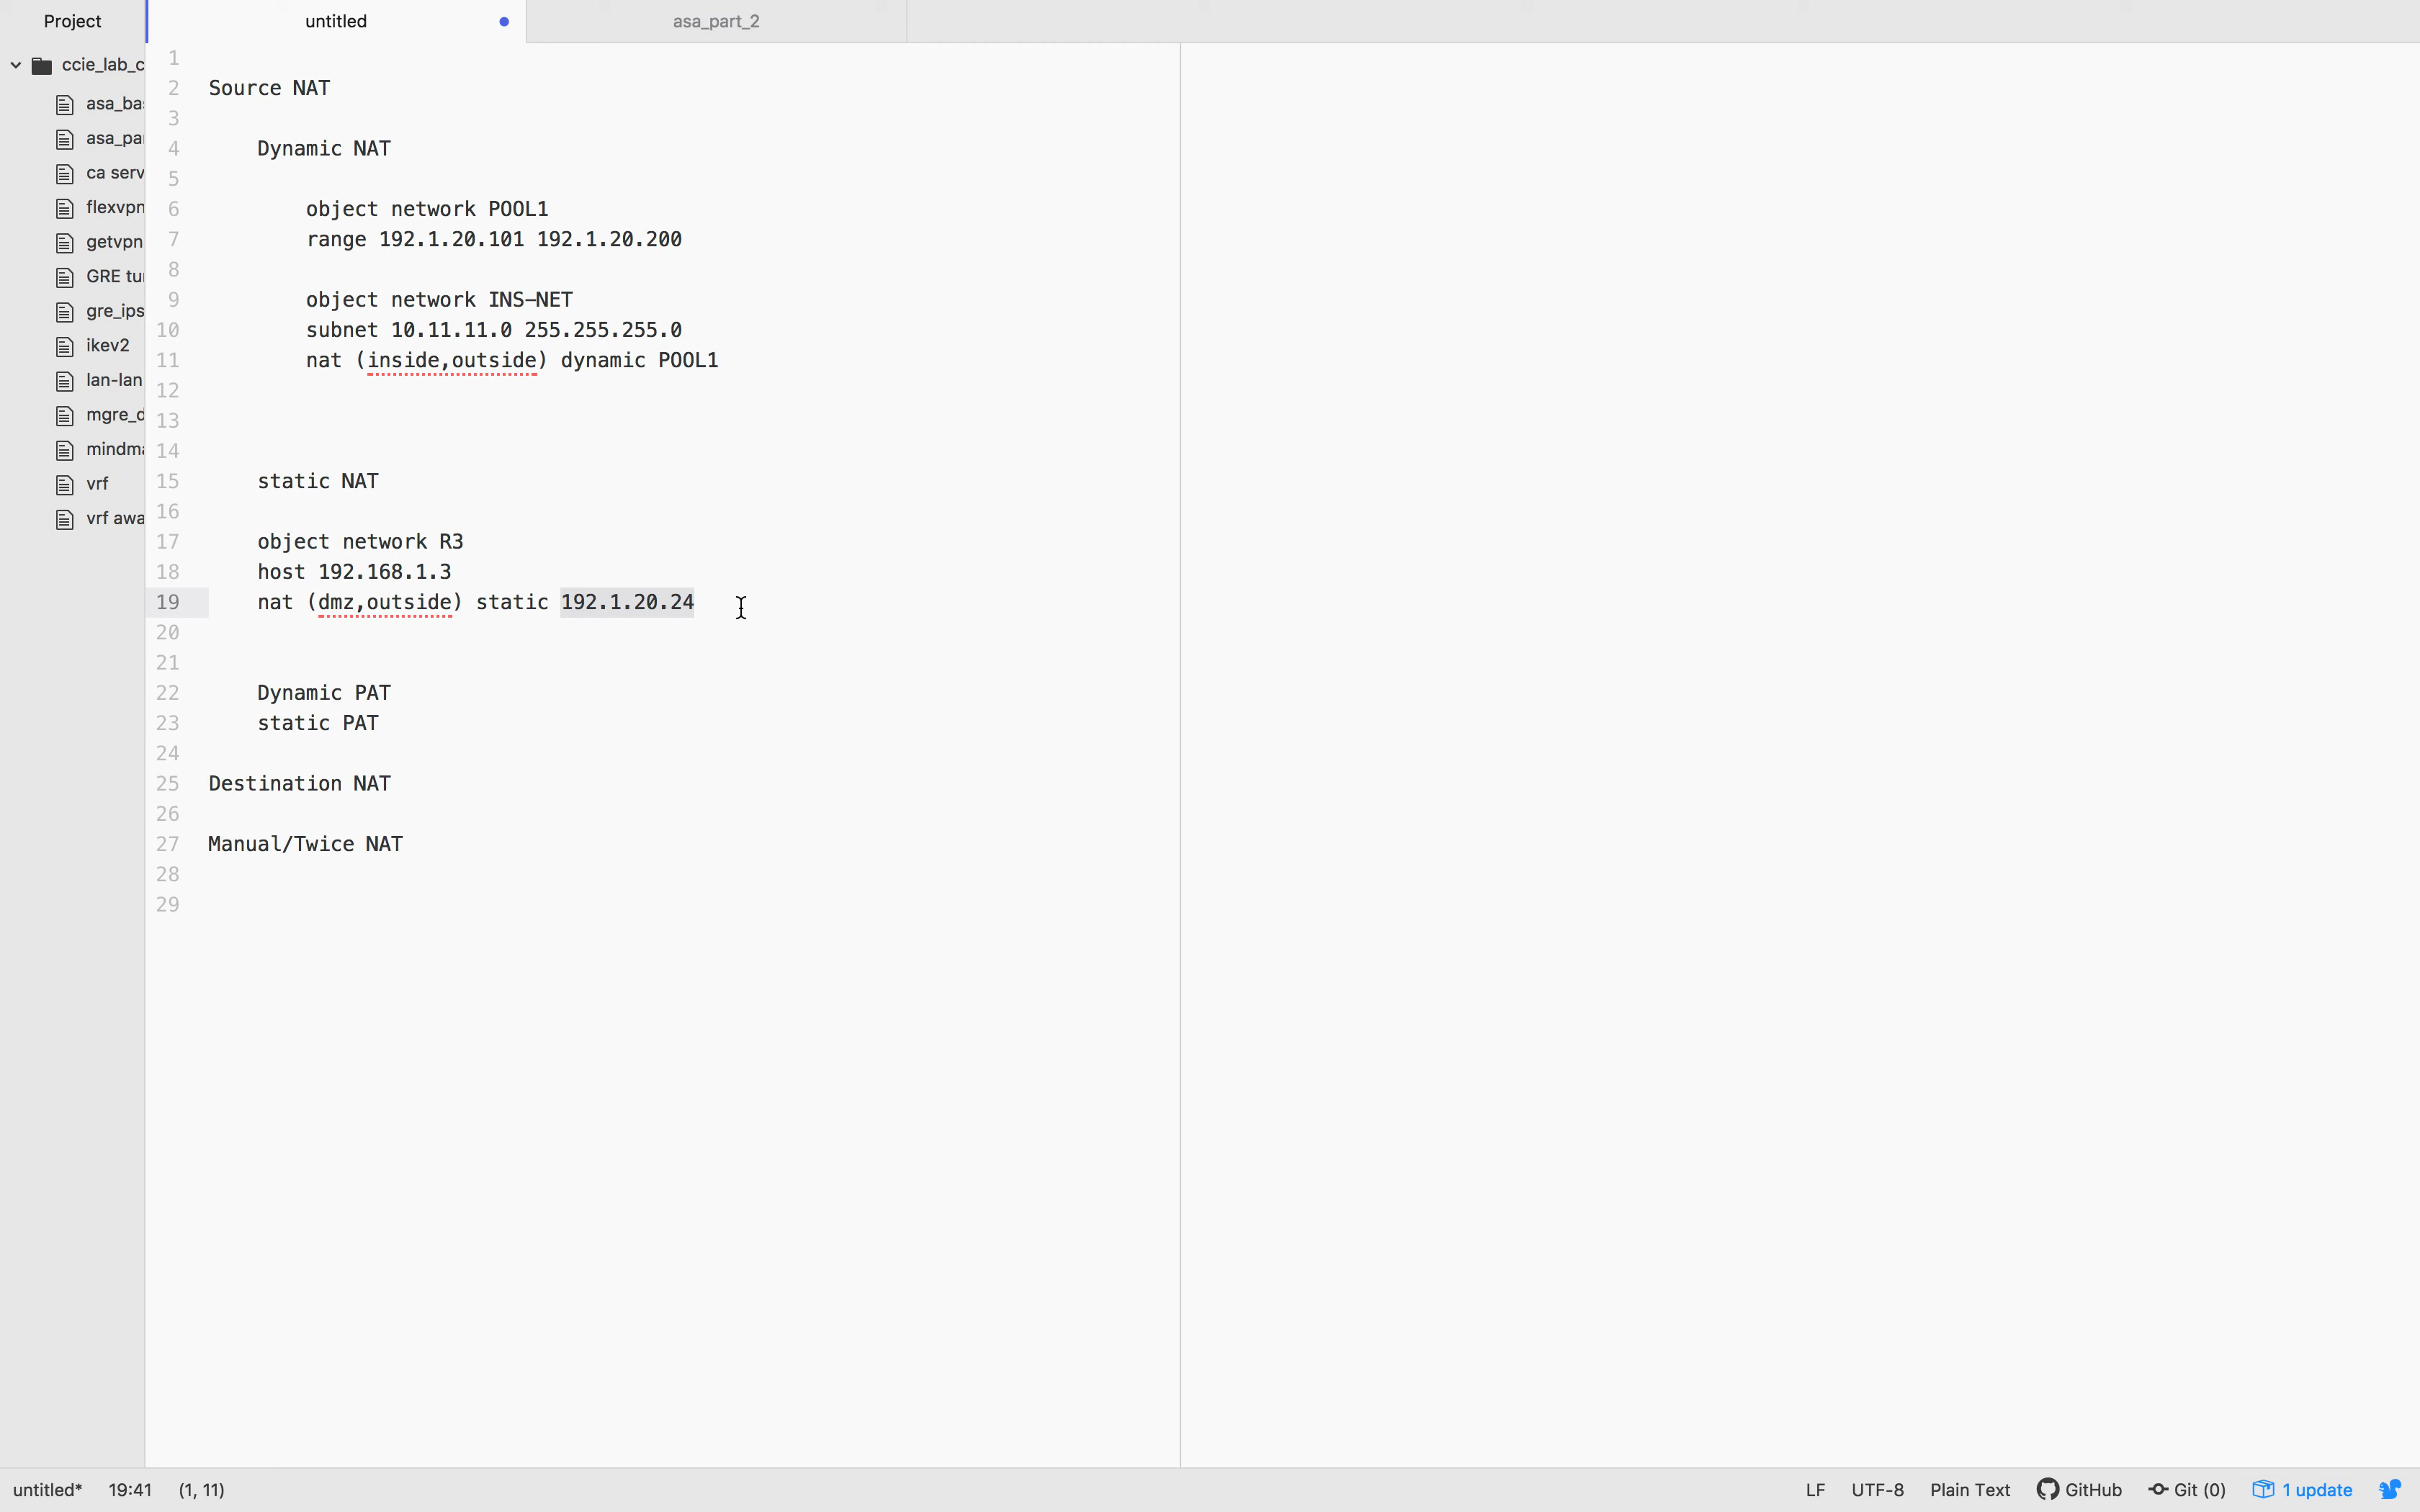 Project
untitled
asa_part_2
ccie_lab_c
asa_ba
asa_pa
ca serv
flexvpn
getvpn
GRE tu
gre_ips
ikev2
lan-lan
mgre_d
mindm
vrf
vrf awa
1
2 Source NAT
3
4 Dynamic NAT
5
6 object network POOL1
7 range 192.1.20.101 192.1.20.200
8
9 object network INS-NET
10 subnet 10.11.11.0 255.255.255.0
11 nat (inside,outside) dynamic POOL1
12
13
14
15 static NAT
16
17 object network R3
18 host 192.168.1.3
19 nat (dmz,outside) static 192.1.20.24
20
21
22 Dynamic PAT
23 static PAT
24
25 Destination NAT
26
27 Manual/Twice NAT
28
29
untitled* 19:41 (1, 11) LF UTF-8 Plain Text GitHub Git (0) 1 update